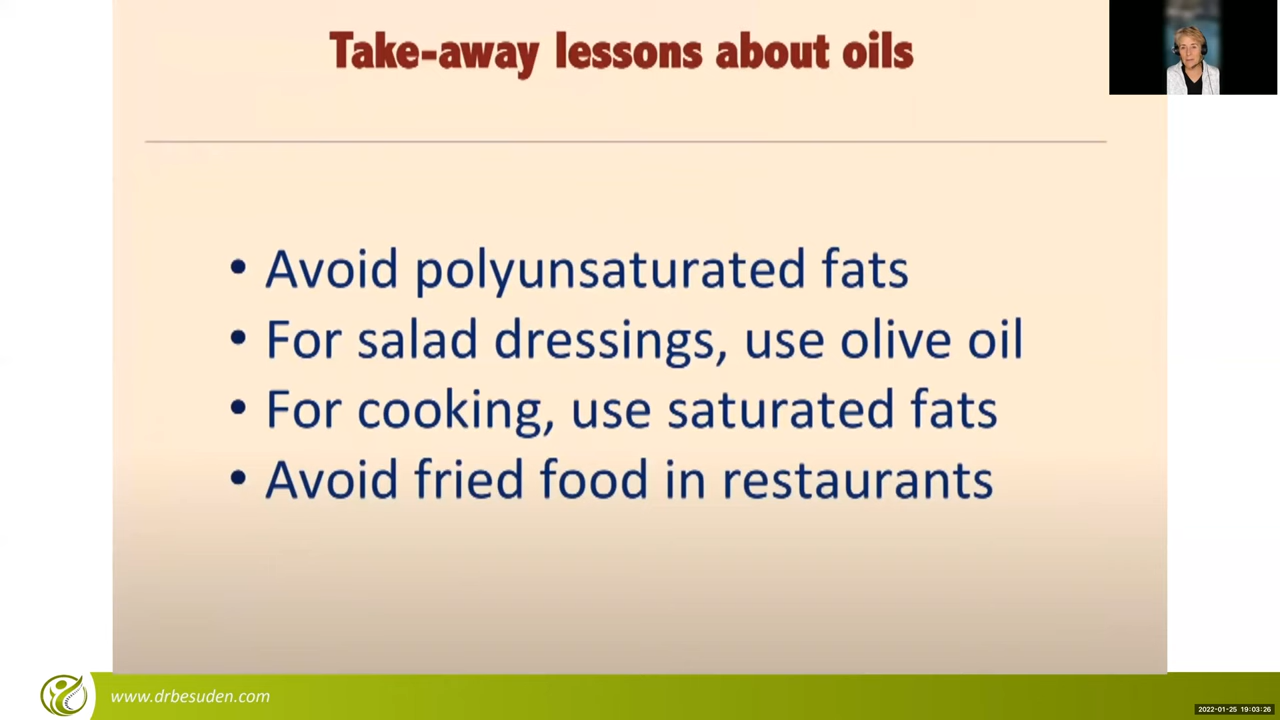 Take-away lessons about oils
• Avoid polyunsaturated fats
• For salad dressings, use olive oil
• For cooking, use saturated fats
• Avoid fried food in restaurants
www.drbesuden.com
2022-01-25 19:03:26